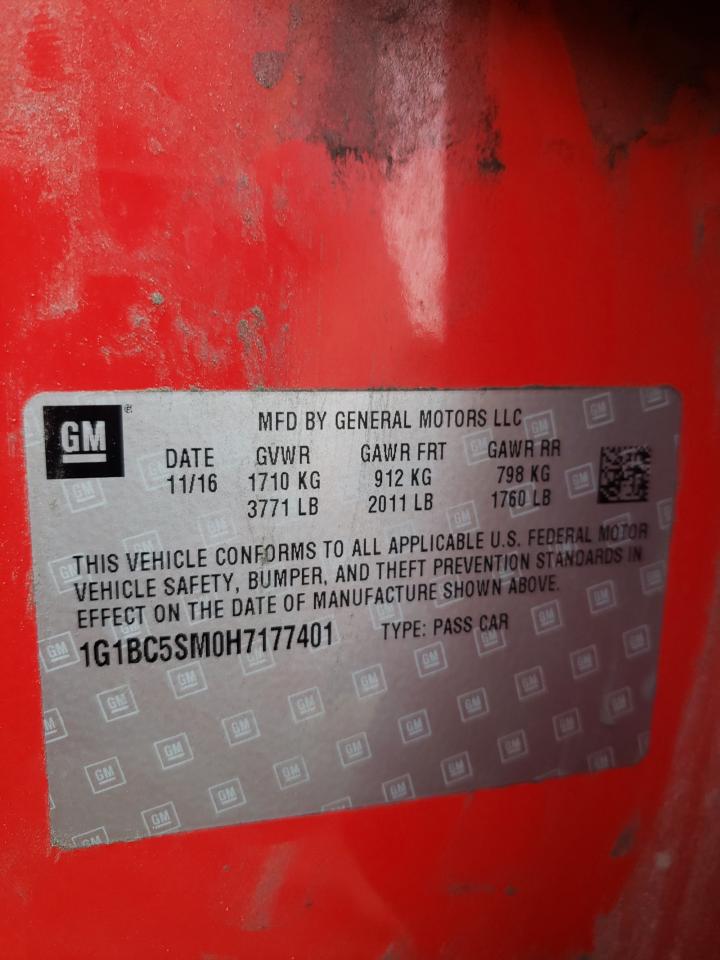 GM
MFD BY GENERAL MOTORS LLC
DATE GVWR GAWR FRT GAWR RR
11/16 1710 KG 912 KG 798 KG
3771 LB 2011 LB 1760 LB
THIS VEHICLE CONFORMS TO ALL APPLICABLE U.S. FEDERAL MOTOR
VEHICLE SAFETY, BUMPER, AND THEFT PREVENTION STANDARDS IN
EFFECT ON THE DATE OF MANUFACTURE SHOWN ABOVE.
1G1BC5SM0H7177401 TYPE: PASS CAR